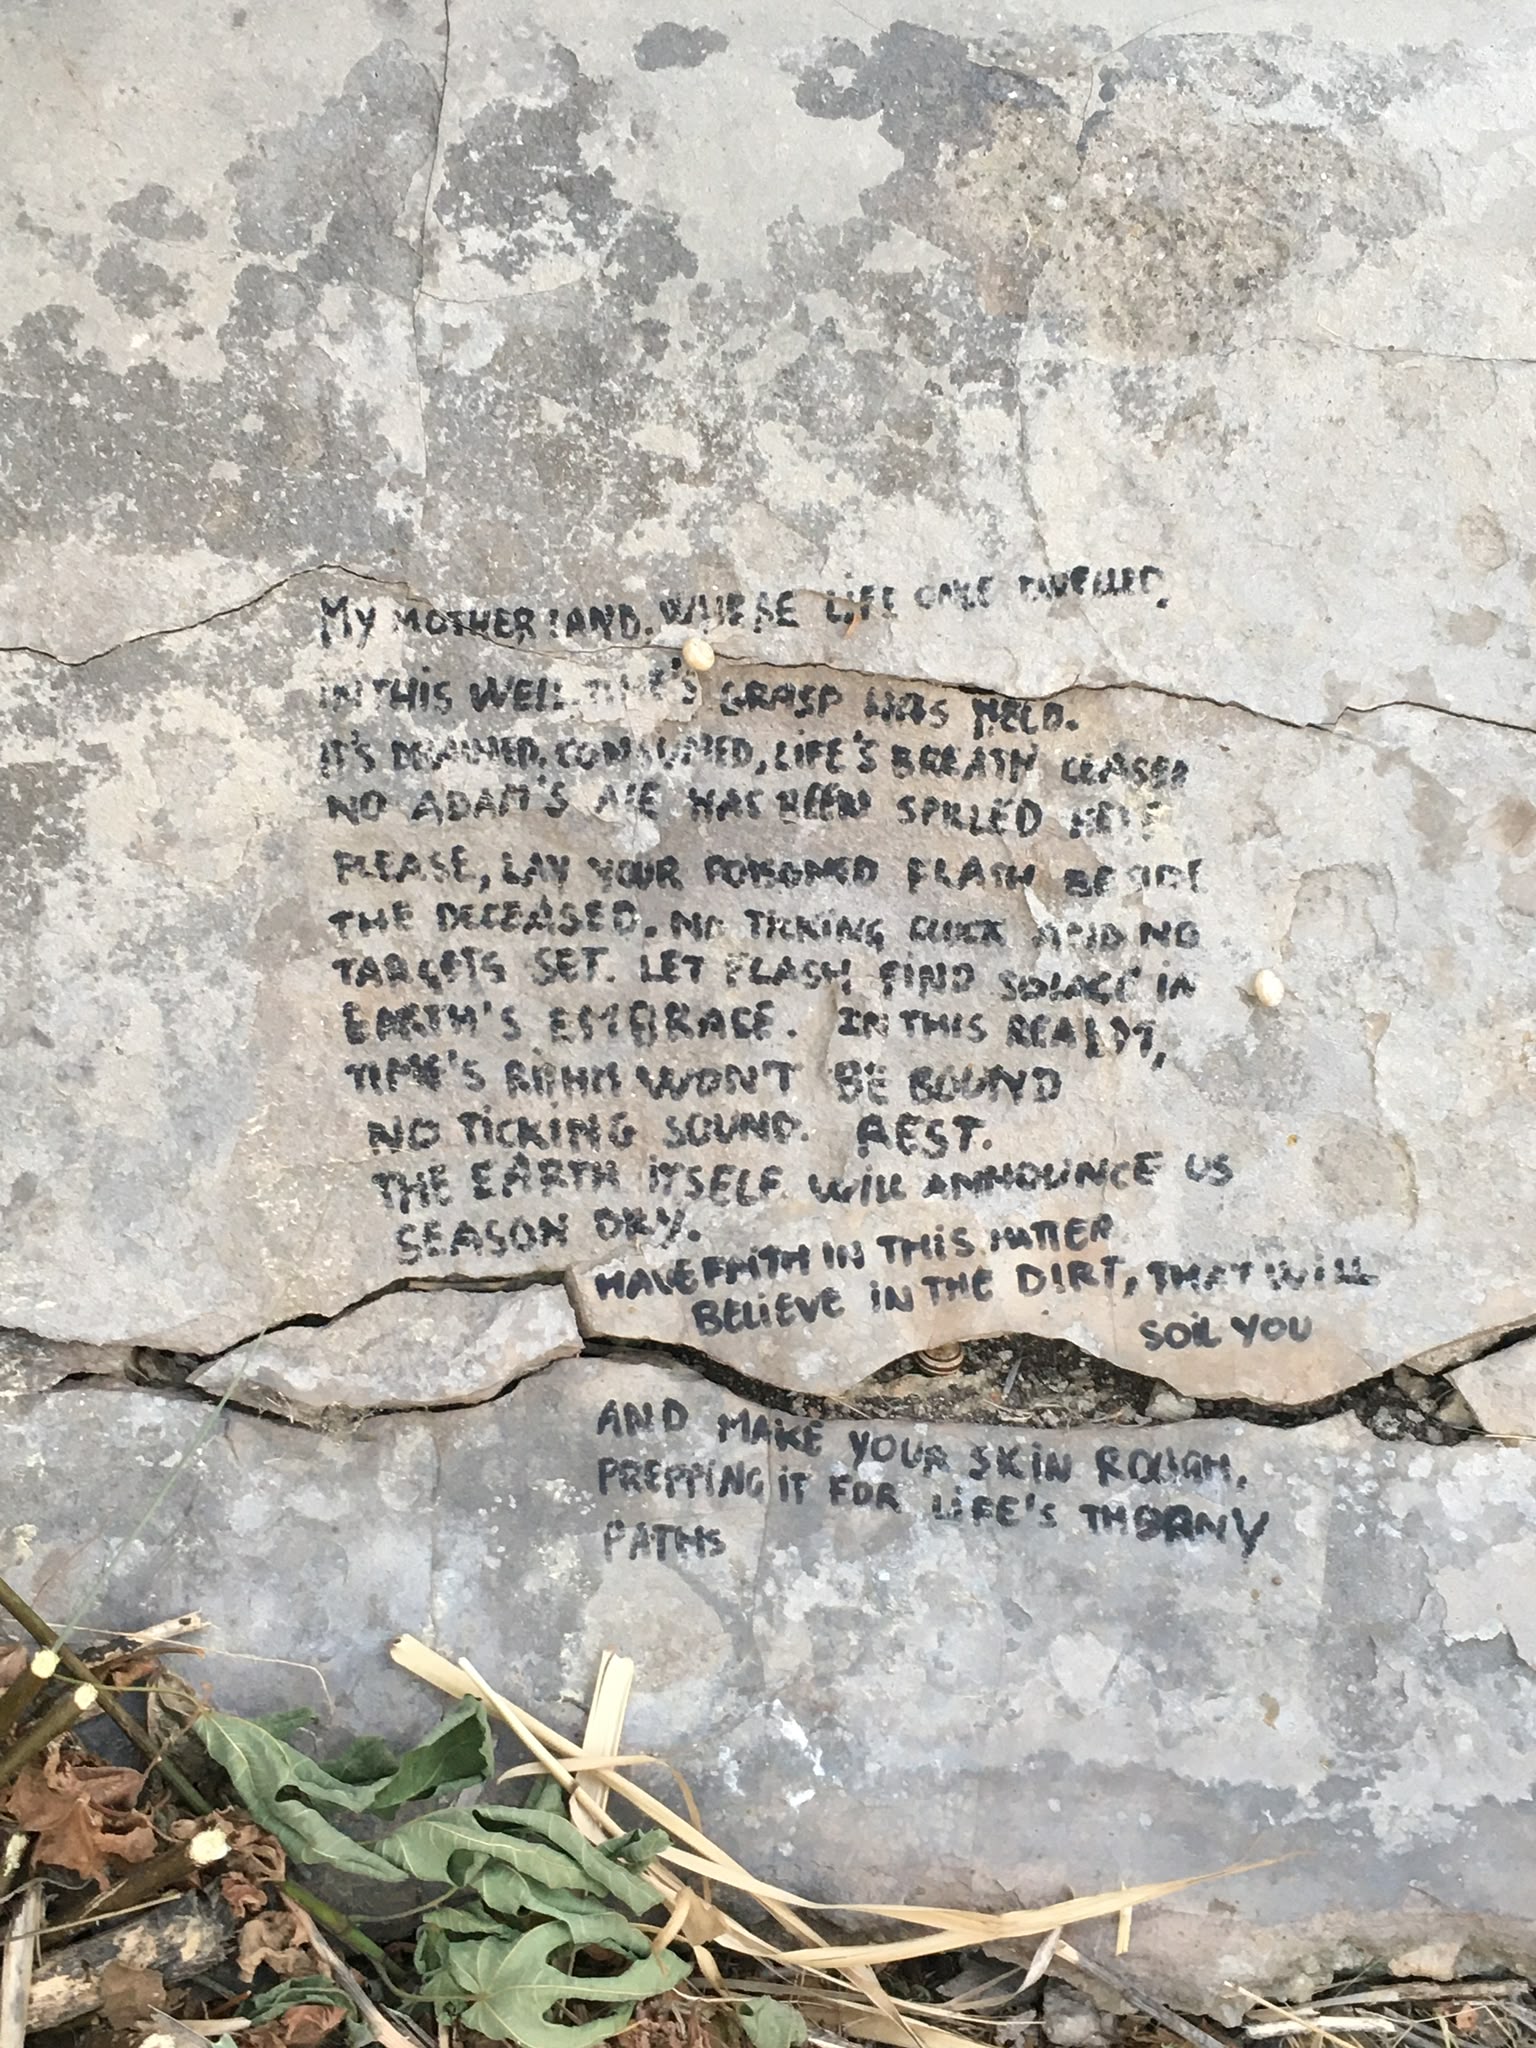 MY MOTHERLAND. WHERE LIFE ONCE DWELLED,
IN THIS WELL TIME'S GRASP HAS HELD.
IT'S DRAINED, CONSUMED, LIFE'S BREATH CEASED
NO ADAM'S ALE HAS BEEN SPILLED HERE
PLEASE, LAY YOUR POISONED FLASH BESIDE
THE DECEASED. NO TICKING CLOCK AND NO
TARGETS SET. LET FLASH FIND SOLACE IN
EARTH'S EMBRACE. IN THIS REALM,
TIME'S WON'T BE BOUND
NO TICKING SOUND. REST.
THE EARTH ITSELF WILL ANNOUNCE US
SEASON DRY.
HAVE FAITH IN THIS MATTER
BELIEVE IN THE DIRT, THAT WILL
SOIL YOU
AND MAKE YOUR SKIN ROUGH,
PREPPING IT FOR LIFE'S THORNY
PATHS